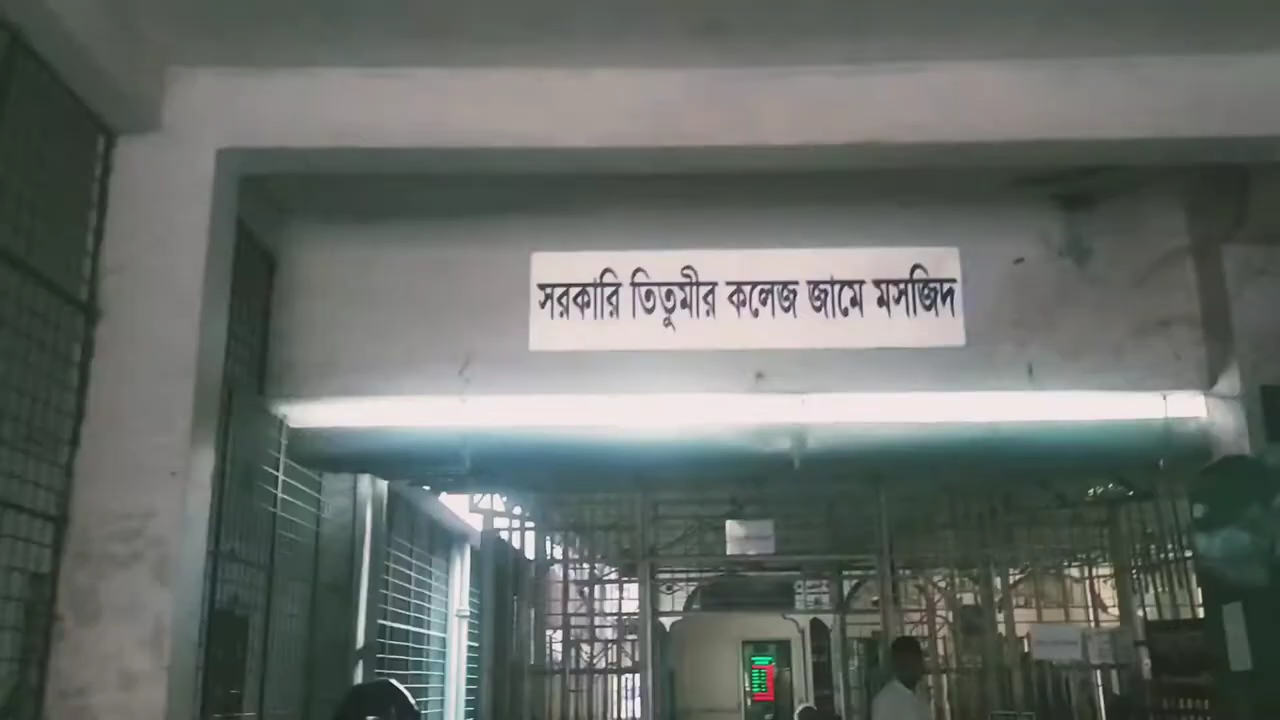 সরকারি তিতুমীর কলেজ জামে মসজিদ